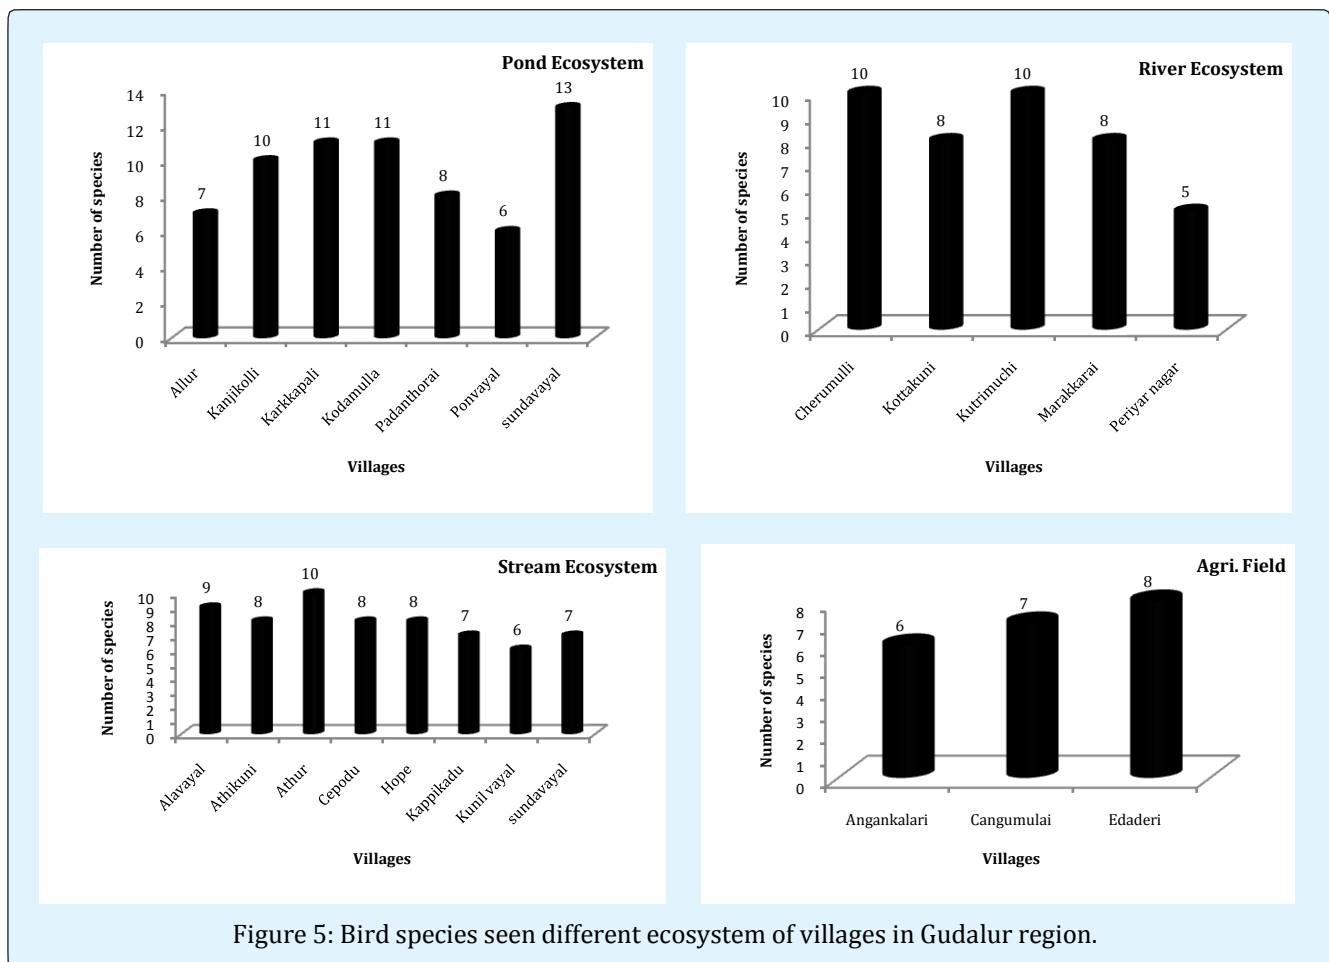 Pond Ecosystem
Number of species
14
12
10
8
6
4
2
0
7
10
11
11
8
6
13
Allur
Kanjikolli
Karkkapali
Kodamulla
Padanthorai
Ponvayal
sundavayal
Villages
River Ecosystem
Number of species
10
9
8
7
6
5
4
3
2
1
0
10
8
10
8
5
Cherumulli
Kottakuni
Kutrimuchi
Marakkarai
Periyar nagar
Villages
Stream Ecosystem
Number of species
10
9
8
7
6
5
4
3
2
1
0
9
8
10
8
8
7
6
7
Alavayal
Athikuni
Athur
Cepodu
Hope
Kappikadu
Kunil vayal
sundavayal
Villages
Agri. Field
Number of species
8
7
6
5
4
3
2
1
0
6
7
8
Angankalari
Cangumulai
Edaderi
Villages
Figure 5: Bird species seen different ecosystem of villages in Gudalur region.